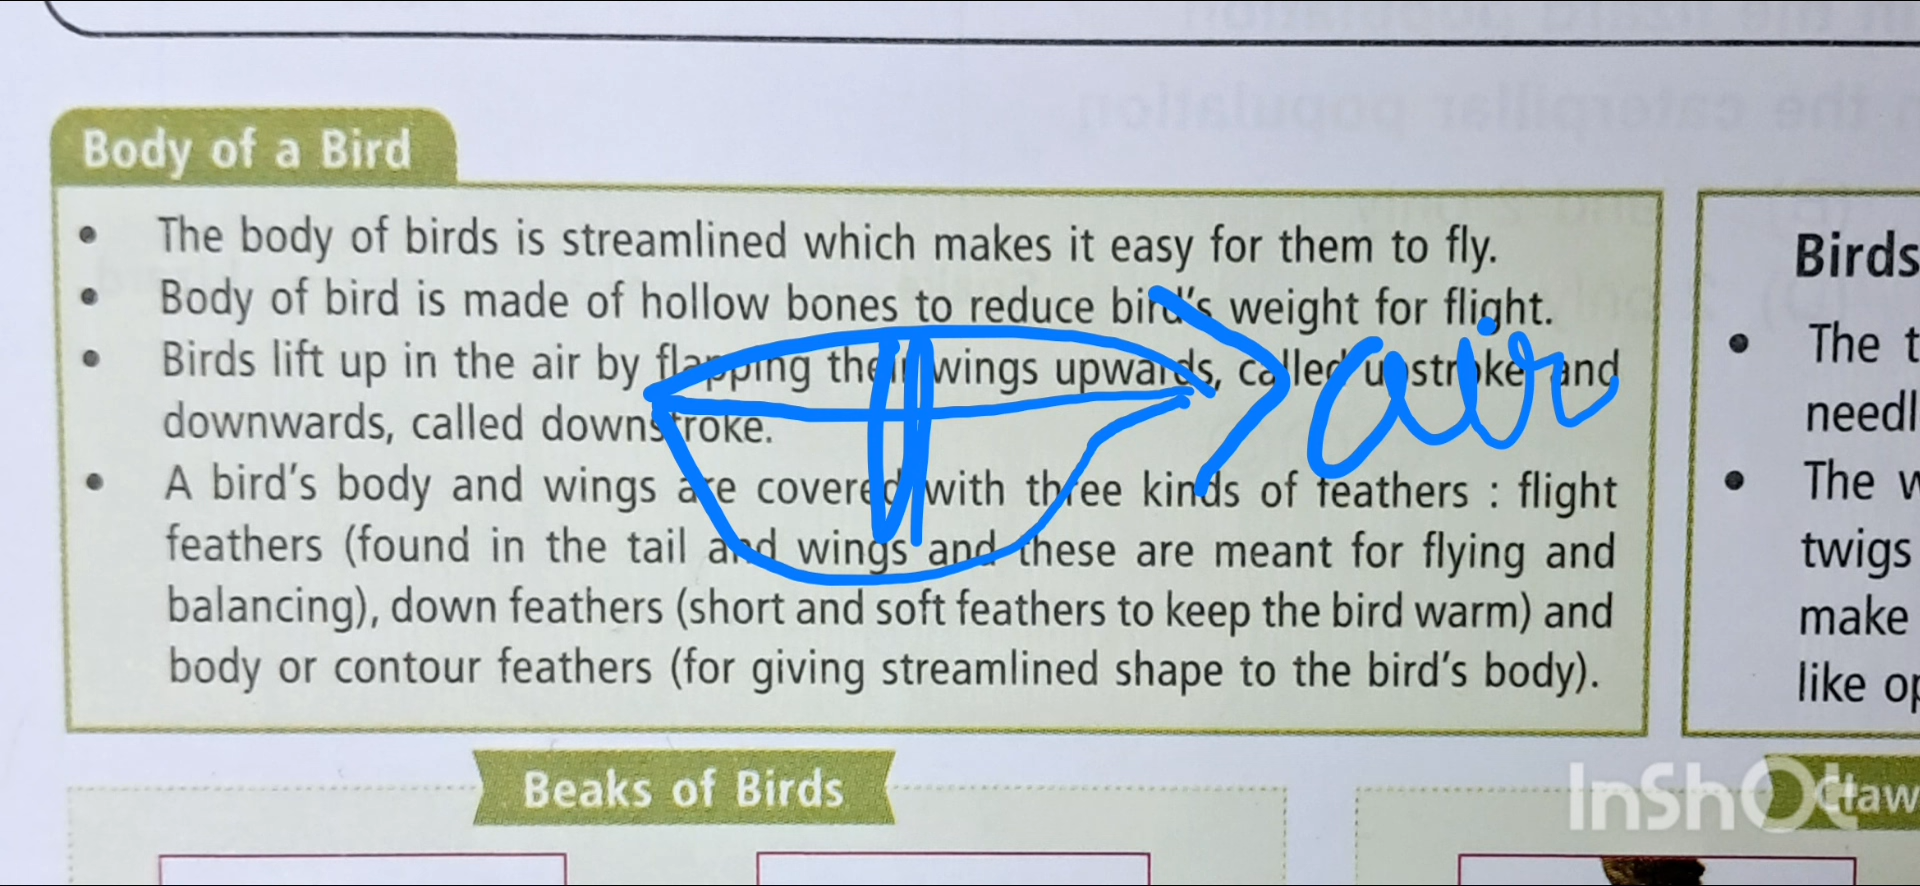 Body of a Bird
• The body of birds is streamlined which makes it easy for them to fly.
• Body of bird is made of hollow bones to reduce bird's weight for flight.
• Birds lift up in the air by flapping their wings upwards, called upstroke and
downwards, called downstroke.
• A bird's body and wings are covered with three kinds of feathers : flight
feathers (found in the tail and wings and these are meant for flying and
balancing), down feathers (short and soft feathers to keep the bird warm) and
body or contour feathers (for giving streamlined shape to the bird's body).
air
Birds
• The t
needl
• The w
twigs
make
like op
Beaks of Birds
Claw
InShOt